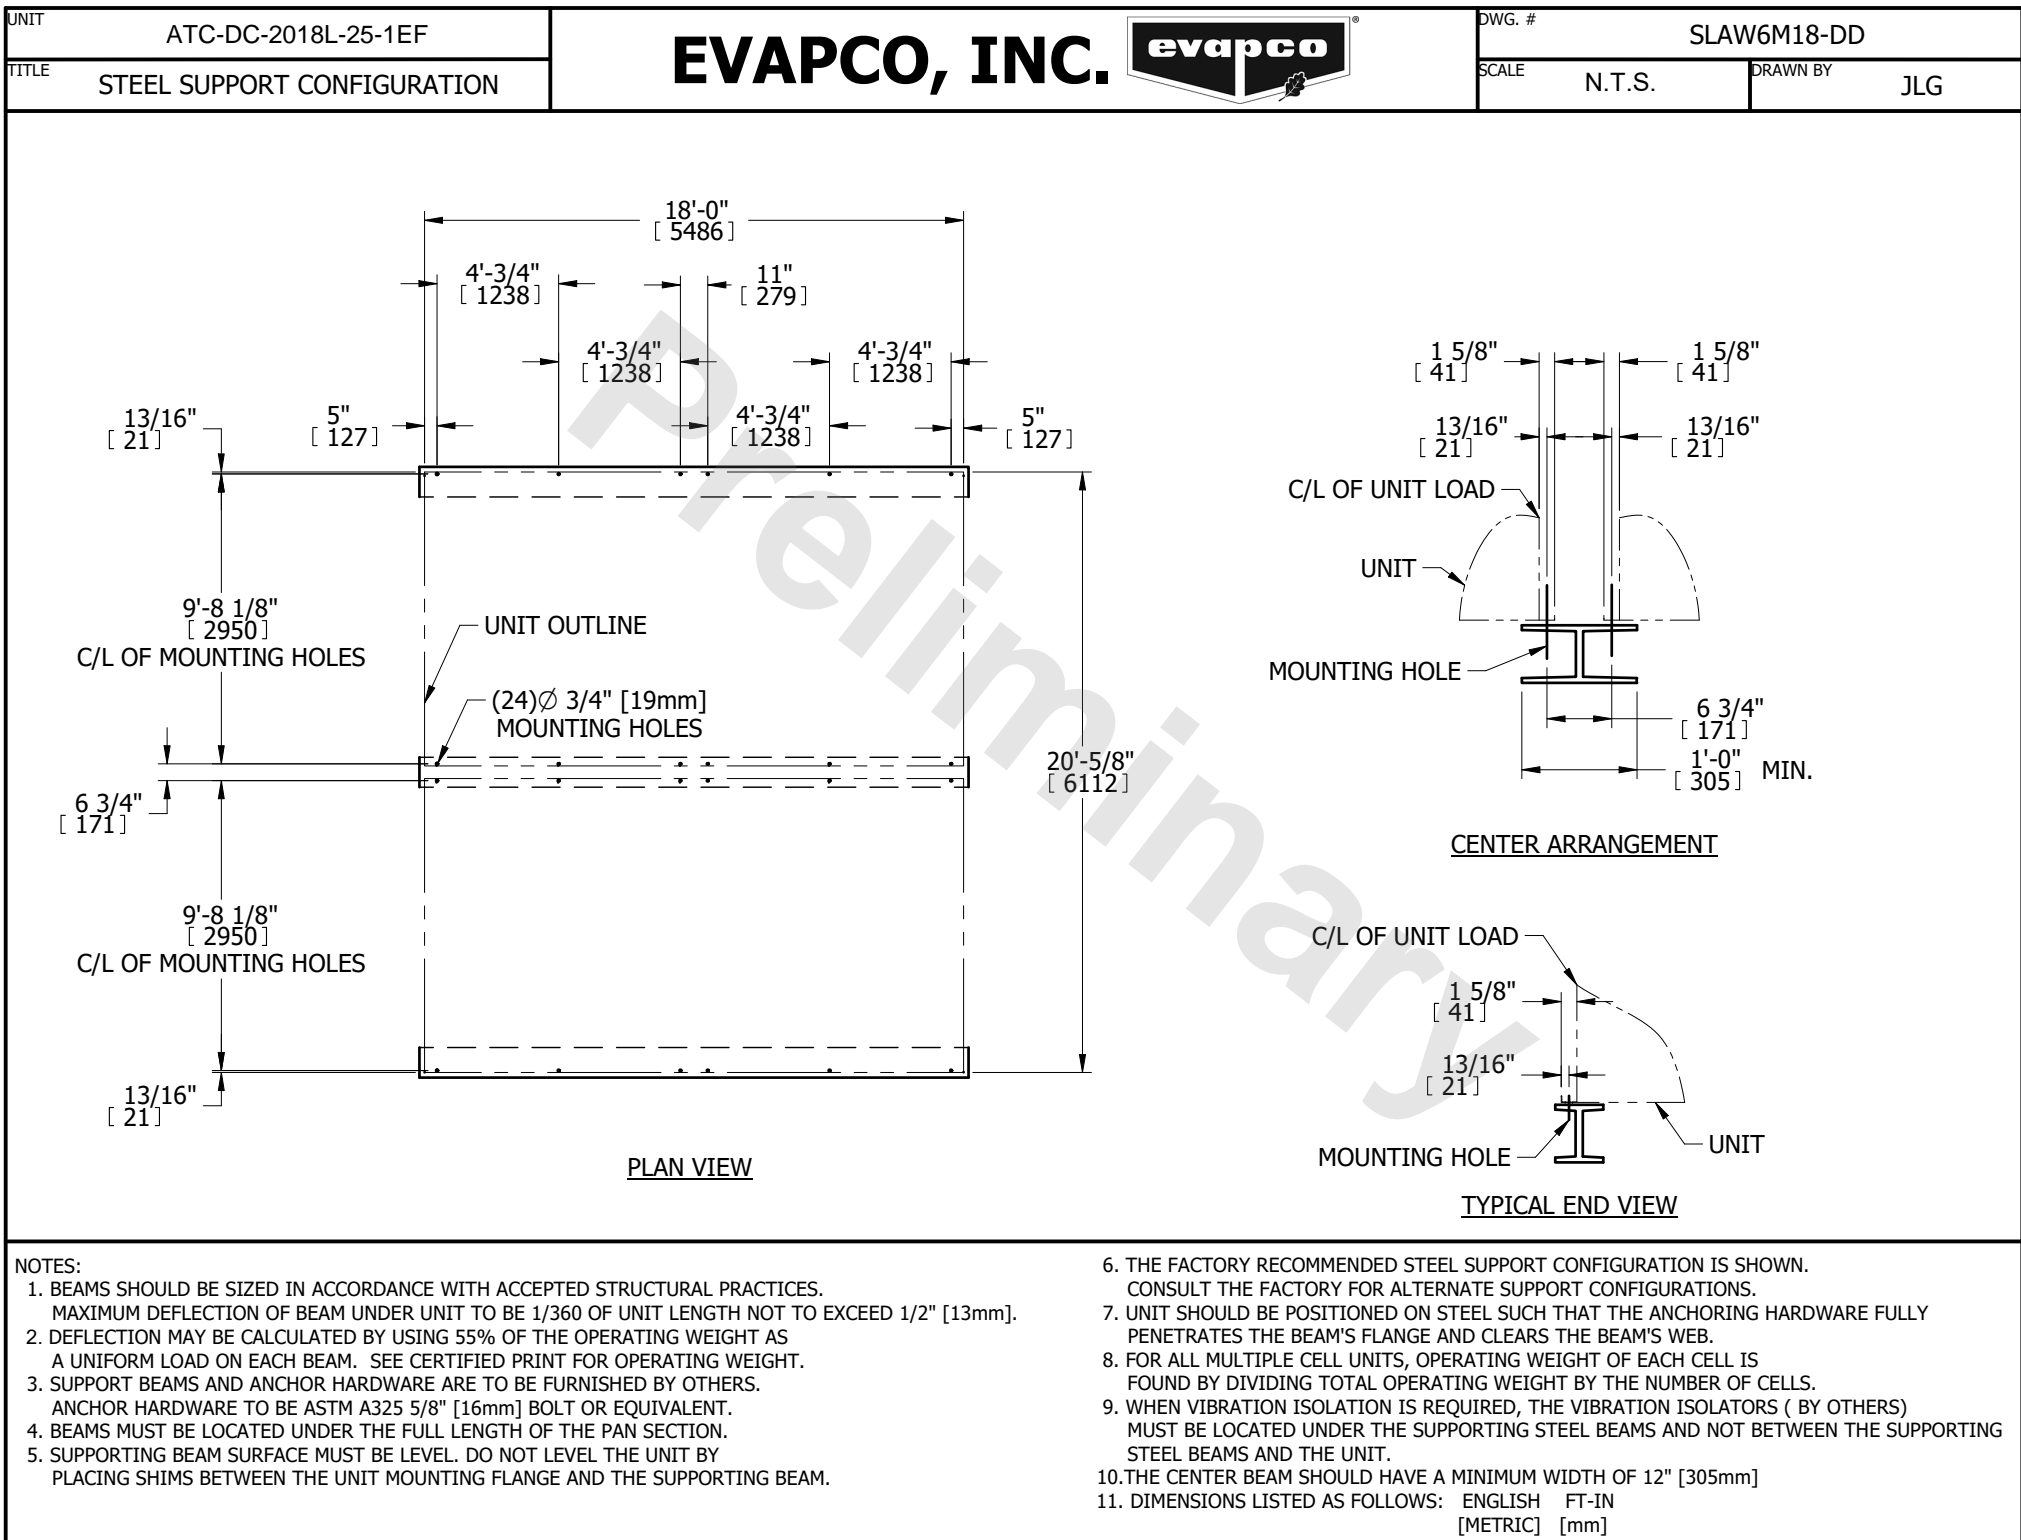 UNIT
ATC-DC-2018L-25-1EF
TITLE
STEEL SUPPORT CONFIGURATION
EVAPCO, INC.
evapco
®
DWG. #
SLAW6M18-DD
SCALE
N.T.S.
DRAWN BY
JLG
18'-0"
[ 5486 ]
4'-3/4"
[ 1238 ]
11"
[ 279 ]
4'-3/4"
[ 1238 ]
4'-3/4"
[ 1238 ]
13/16"
[ 21 ]
5"
[ 127 ]
4'-3/4"
[ 1238 ]
5"
[ 127 ]
9'-8 1/8"
[ 2950 ]
C/L OF MOUNTING HOLES
UNIT OUTLINE
(24)Ø 3/4" [19mm]
MOUNTING HOLES
6 3/4"
[ 171 ]
20'-5/8"
[ 6112 ]
9'-8 1/8"
[ 2950 ]
C/L OF MOUNTING HOLES
13/16"
[ 21 ]
PLAN VIEW
Preliminary
1 5/8"
[ 41 ]
1 5/8"
[ 41 ]
13/16"
[ 21 ]
13/16"
[ 21 ]
C/L OF UNIT LOAD
UNIT
MOUNTING HOLE
6 3/4"
[ 171 ]
1'-0"
[ 305 ]
MIN.
CENTER ARRANGEMENT
C/L OF UNIT LOAD
1 5/8"
[ 41 ]
13/16"
[ 21 ]
MOUNTING HOLE
UNIT
TYPICAL END VIEW
NOTES:
1. BEAMS SHOULD BE SIZED IN ACCORDANCE WITH ACCEPTED STRUCTURAL PRACTICES.
MAXIMUM DEFLECTION OF BEAM UNDER UNIT TO BE 1/360 OF UNIT LENGTH NOT TO EXCEED 1/2" [13mm].
2. DEFLECTION MAY BE CALCULATED BY USING 55% OF THE OPERATING WEIGHT AS
A UNIFORM LOAD ON EACH BEAM. SEE CERTIFIED PRINT FOR OPERATING WEIGHT.
3. SUPPORT BEAMS AND ANCHOR HARDWARE ARE TO BE FURNISHED BY OTHERS.
ANCHOR HARDWARE TO BE ASTM A325 5/8" [16mm] BOLT OR EQUIVALENT.
4. BEAMS MUST BE LOCATED UNDER THE FULL LENGTH OF THE PAN SECTION.
5. SUPPORTING BEAM SURFACE MUST BE LEVEL. DO NOT LEVEL THE UNIT BY
PLACING SHIMS BETWEEN THE UNIT MOUNTING FLANGE AND THE SUPPORTING BEAM.
6. THE FACTORY RECOMMENDED STEEL SUPPORT CONFIGURATION IS SHOWN.
CONSULT THE FACTORY FOR ALTERNATE SUPPORT CONFIGURATIONS.
7. UNIT SHOULD BE POSITIONED ON STEEL SUCH THAT THE ANCHORING HARDWARE FULLY
PENETRATES THE BEAM'S FLANGE AND CLEARS THE BEAM'S WEB.
8. FOR ALL MULTIPLE CELL UNITS, OPERATING WEIGHT OF EACH CELL IS
FOUND BY DIVIDING TOTAL OPERATING WEIGHT BY THE NUMBER OF CELLS.
9. WHEN VIBRATION ISOLATION IS REQUIRED, THE VIBRATION ISOLATORS ( BY OTHERS)
MUST BE LOCATED UNDER THE SUPPORTING STEEL BEAMS AND NOT BETWEEN THE SUPPORTING
STEEL BEAMS AND THE UNIT.
10.THE CENTER BEAM SHOULD HAVE A MINIMUM WIDTH OF 12" [305mm]
11. DIMENSIONS LISTED AS FOLLOWS: ENGLISH FT-IN
[METRIC] [mm]